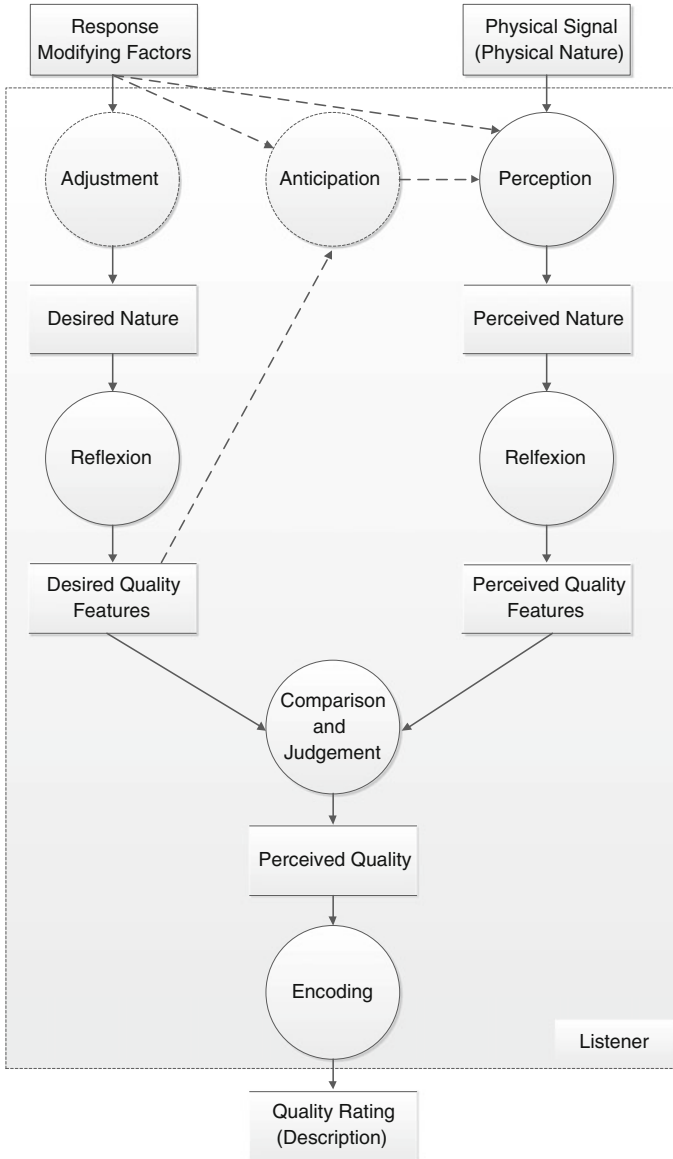 Response
Modifying Factors
Physical Signal
(Physical Nature)
Adjustment
Anticipation
Perception
Desired Nature
Perceived Nature
Reflexion
Relfexion
Desired Quality
Features
Perceived Quality
Features
Comparison
and
Judgement
Perceived Quality
Encoding
Listener
Quality Rating
(Description)